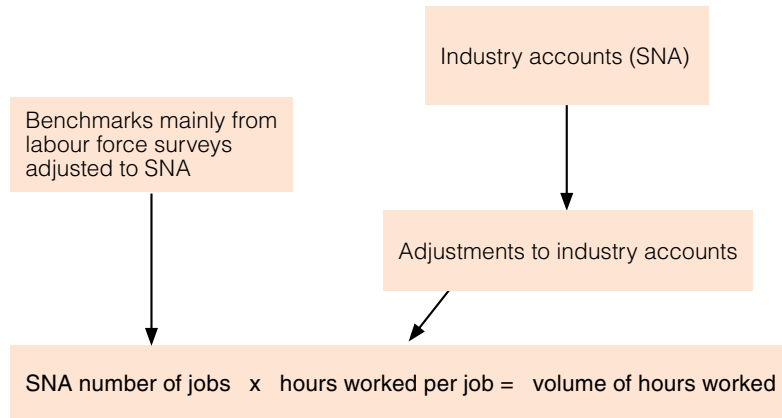 Industry accounts (SNA)
Benchmarks mainly from
labour force surveys
adjusted to SNA
Adjustments to industry accounts
SNA number of jobs x hours worked per job = volume of hours worked